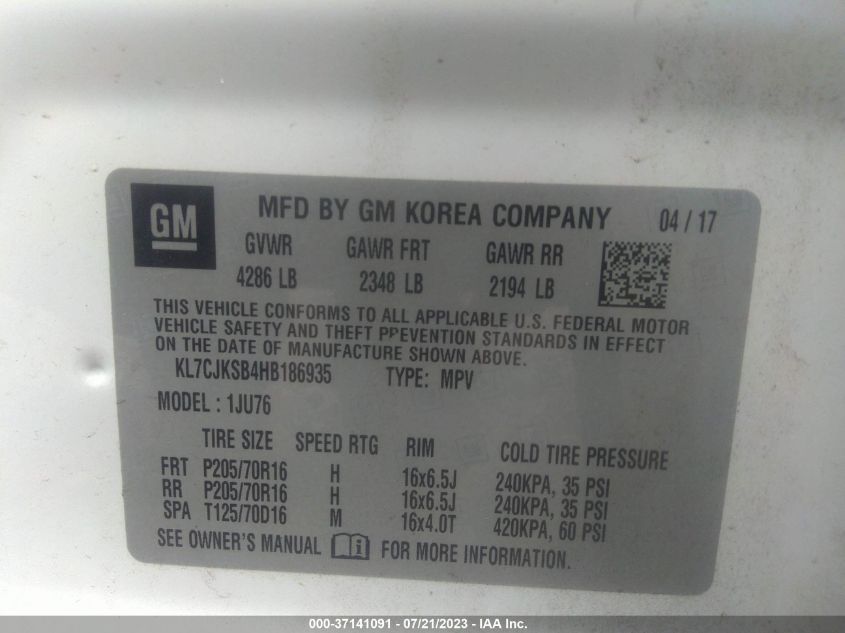 GM
MFD BY GM KOREA COMPANY 04 / 17
GVWR GAWR FRT GAWR RR
4286 LB 2348 LB 2194 LB
THIS VEHICLE CONFORMS TO ALL APPLICABLE U.S. FEDERAL MOTOR
VEHICLE SAFETY AND THEFT PREVENTION STANDARDS IN EFFECT
ON THE DATE OF MANUFACTURE SHOWN ABOVE.
KL7CJKSB4HB186935 TYPE: MPV
MODEL : 1JU76
TIRE SIZE SPEED RTG RIM COLD TIRE PRESSURE
FRT P205/70R16 H 16x6.5J 240KPA, 35 PSI
RR P205/70R16 H 16x6.5J 240KPA, 35 PSI
SPA T125/70D16 M 16x4.0T 420KPA, 60 PSI
SEE OWNER'S MANUAL FOR MORE INFORMATION.
000-37141091 - 07/21/2023 - IAA Inc.